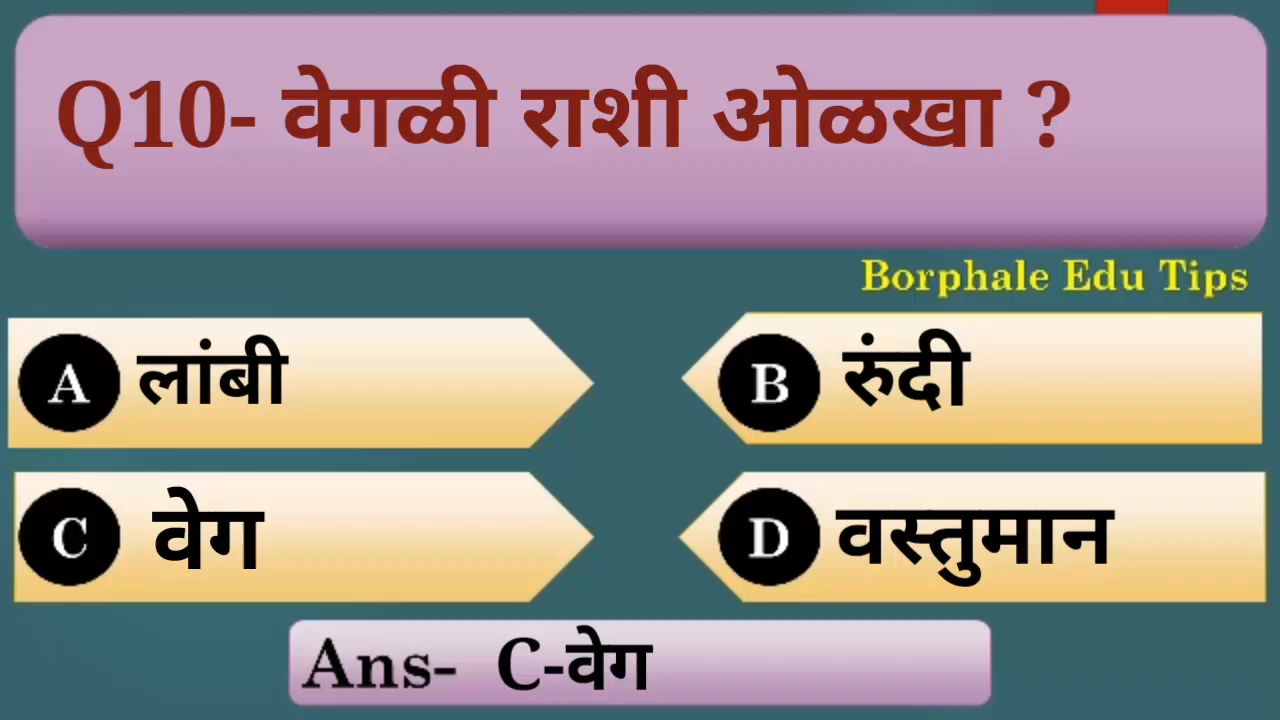 Q10- वेगळी राशी ओळखा ?
Borphale Edu Tips
A लांबी
B रुंदी
C वेग
D वस्तुमान
Ans- C-वेग